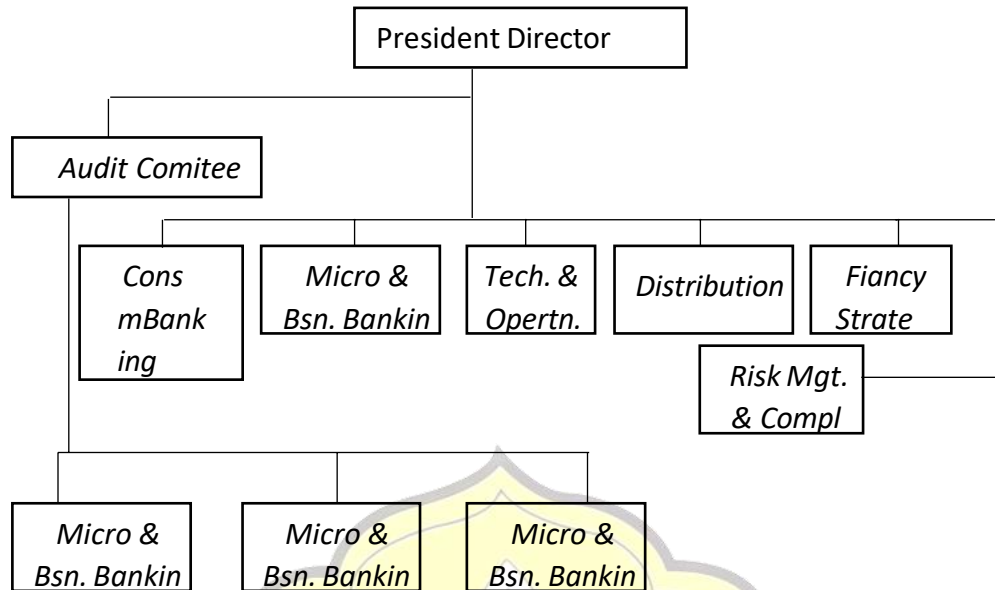 President Director
Audit Comitee
Cons
mBank
ing
Micro &
Bsn. Bankin
Tech. &
Opertn.
Distribution
Fiancy
Strate
Risk Mgt.
& Compl
Micro &
Bsn. Bankin
Micro &
Bsn. Bankin
Micro &
Bsn. Bankin